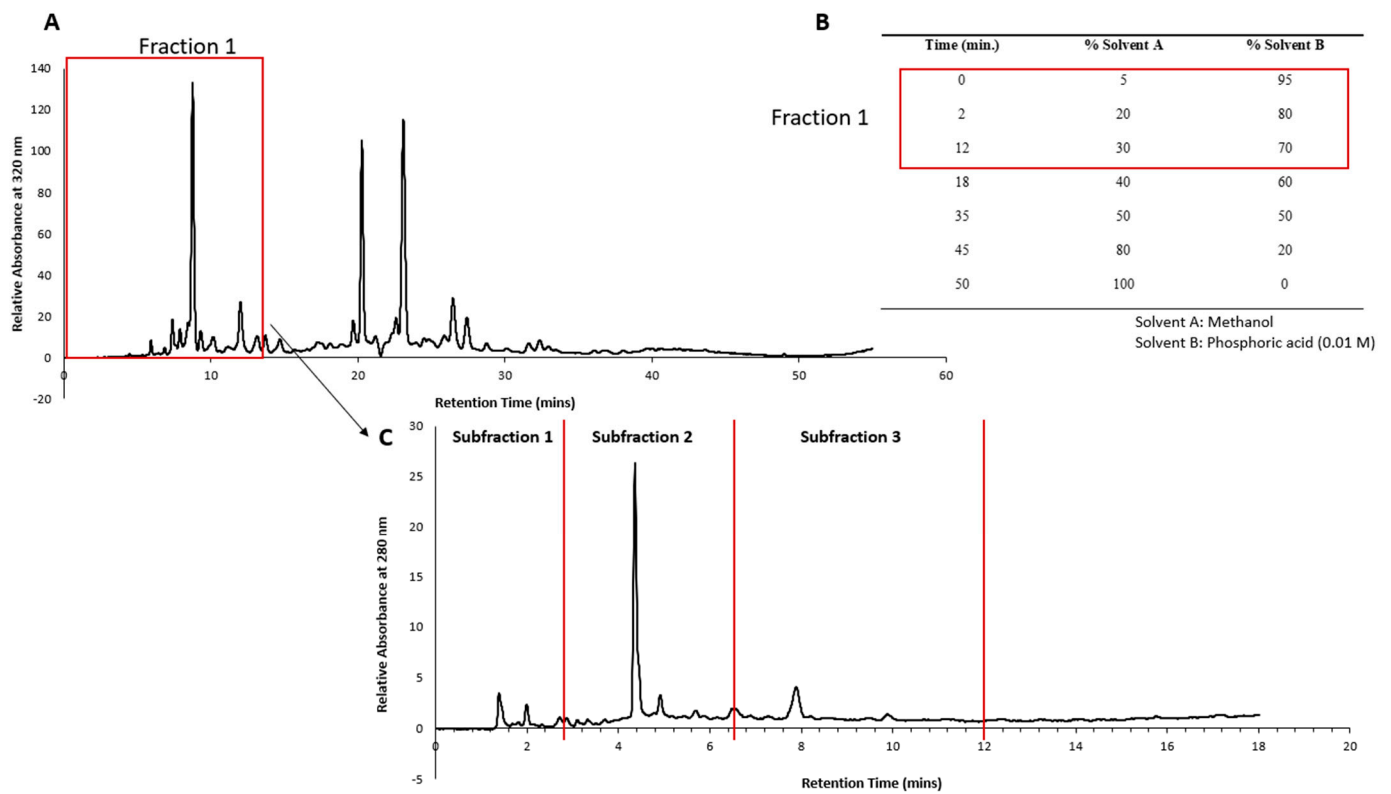 A
Fraction 1
Relative Absorbance at 320 nm
140
120
100
80
60
40
20
0
-20
0 10 20 30 40 50 60
Retention Time (mins)
B
Time (min.) % Solvent A % Solvent B
Fraction 1
0 5 95
2 20 80
12 30 70
18 40 60
35 50 50
45 80 20
50 100 0
Solvent A: Methanol
Solvent B: Phosphoric acid (0.01 M)
C
Subfraction 1 Subfraction 2 Subfraction 3
Relative Absorbance at 280 nm
30
25
20
15
10
5
0
-5
0 2 4 6 8 10 12 14 16 18 20
Retention Time (mins)